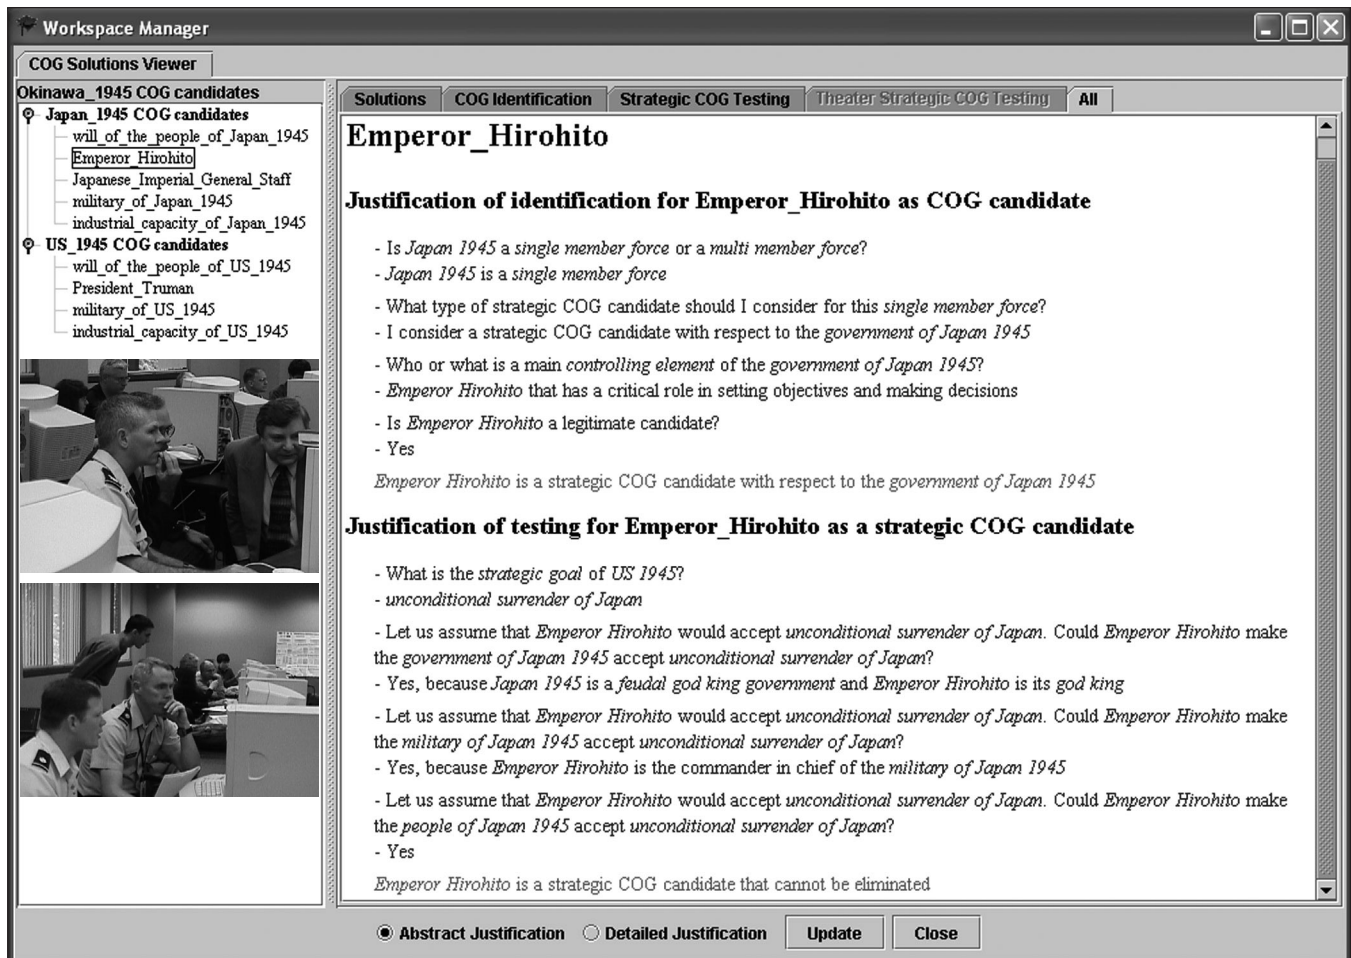 Workspace Manager
COG Solutions Viewer
Okinawa_1945 COG candidates
Japan_1945 COG candidates
will_of_the_people_of_Japan_1945
Emperor_Hirohito
Japanese_Imperial_General_Staff
military_of_Japan_1945
industrial_capacity_of_Japan_1945
US_1945 COG candidates
will_of_the_people_of_US_1945
President_Truman
military_of_US_1945
industrial_capacity_of_US_1945
Solutions COG Identification Strategic COG Testing Theater Strategic COG Testing All
Emperor_Hirohito
Justification of identification for Emperor_Hirohito as COG candidate
- Is Japan 1945 a single member force or a multi member force?
- Japan 1945 is a single member force
- What type of strategic COG candidate should I consider for this single member force?
- I consider a strategic COG candidate with respect to the government of Japan 1945
- Who or what is a main controlling element of the government of Japan 1945?
- Emperor Hirohito that has a critical role in setting objectives and making decisions
- Is Emperor Hirohito a legitimate candidate?
- Yes
Emperor Hirohito is a strategic COG candidate with respect to the government of Japan 1945
Justification of testing for Emperor_Hirohito as a strategic COG candidate
- What is the strategic goal of US 1945?
- unconditional surrender of Japan
- Let us assume that Emperor Hirohito would accept unconditional surrender of Japan. Could Emperor Hirohito make
the government of Japan 1945 accept unconditional surrender of Japan?
- Yes, because Japan 1945 is a feudal god king government and Emperor Hirohito is its god king
- Let us assume that Emperor Hirohito would accept unconditional surrender of Japan. Could Emperor Hirohito make
the military of Japan 1945 accept unconditional surrender of Japan?
- Yes, because Emperor Hirohito is the commander in chief of the military of Japan 1945
- Let us assume that Emperor Hirohito would accept unconditional surrender of Japan. Could Emperor Hirohito make
the people of Japan 1945 accept unconditional surrender of Japan?
- Yes
Emperor Hirohito is a strategic COG candidate that cannot be eliminated
Abstract Justification Detailed Justification Update Close